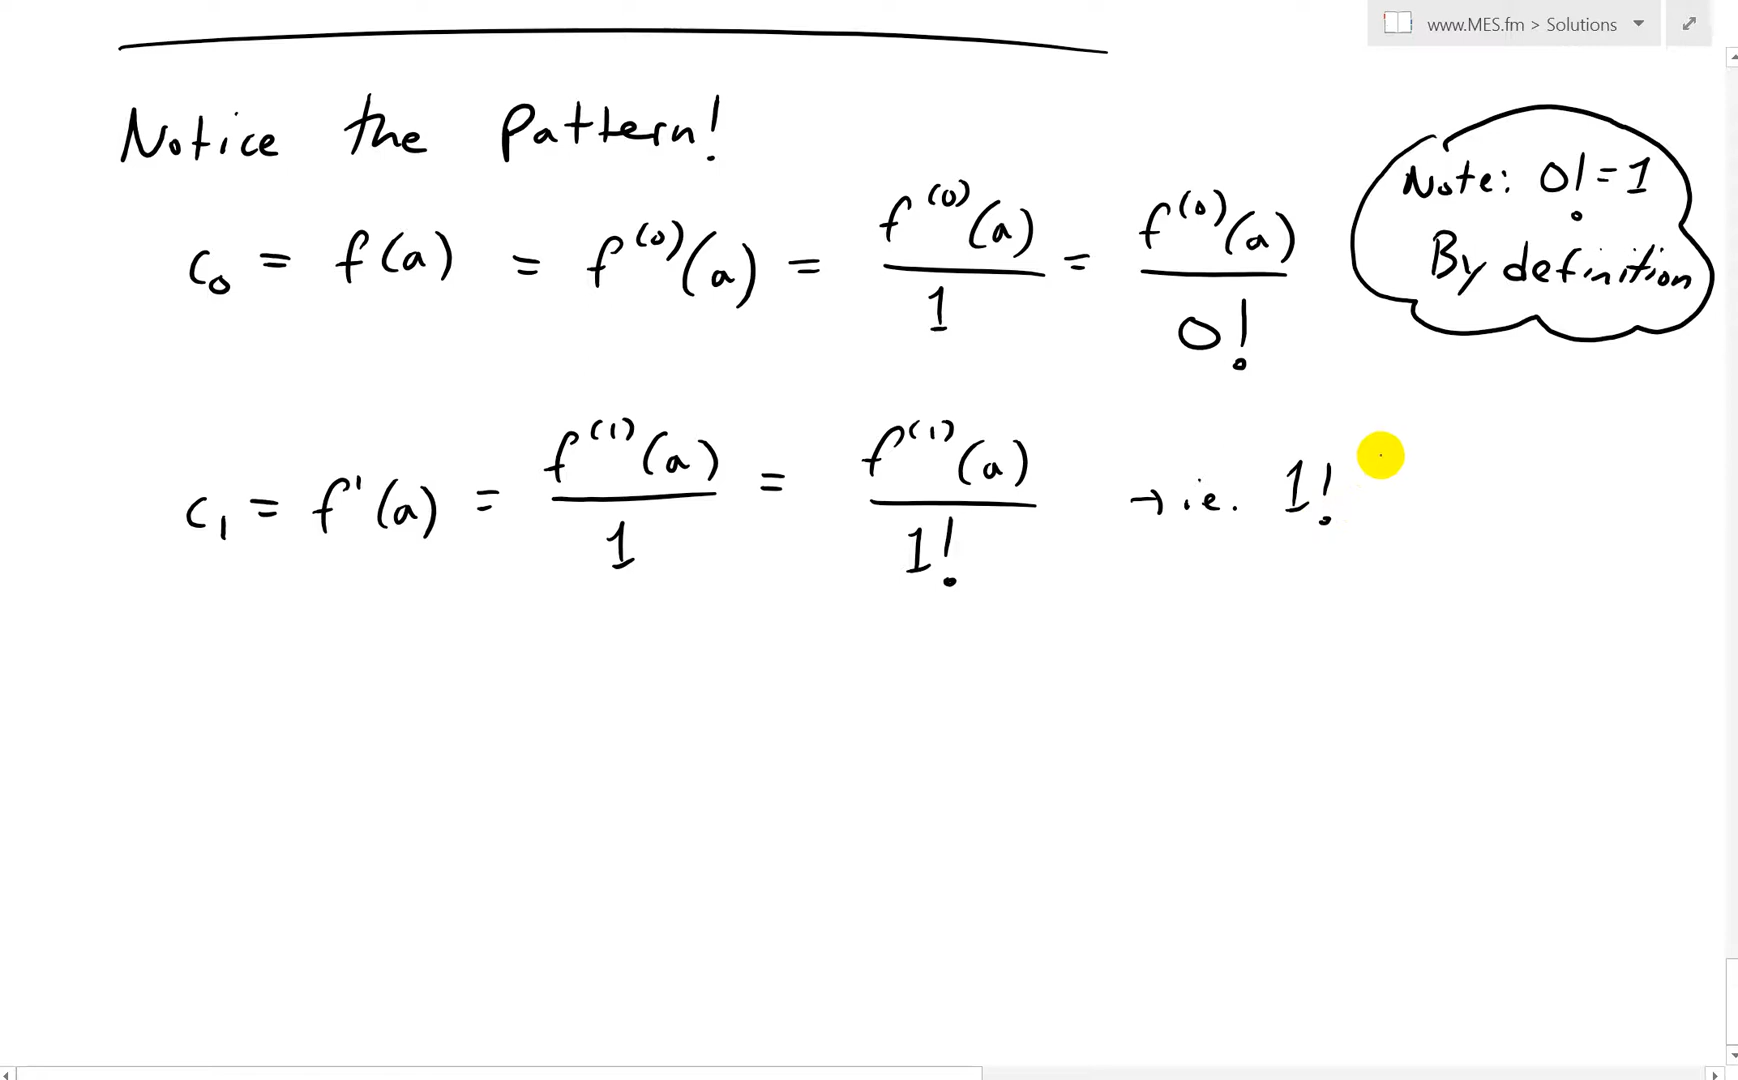 www.MES.fm > Solutions
Notice the Pattern!
Note: 0! = 1
By definition
c₀ = f(a) = f⁽⁰⁾(a) = f⁽⁰⁾(a)/1 = f⁽⁰⁾(a)/0!
c₁ = f'(a) = f⁽¹⁾(a)/1 = f⁽¹⁾(a)/1! → ie. 1!